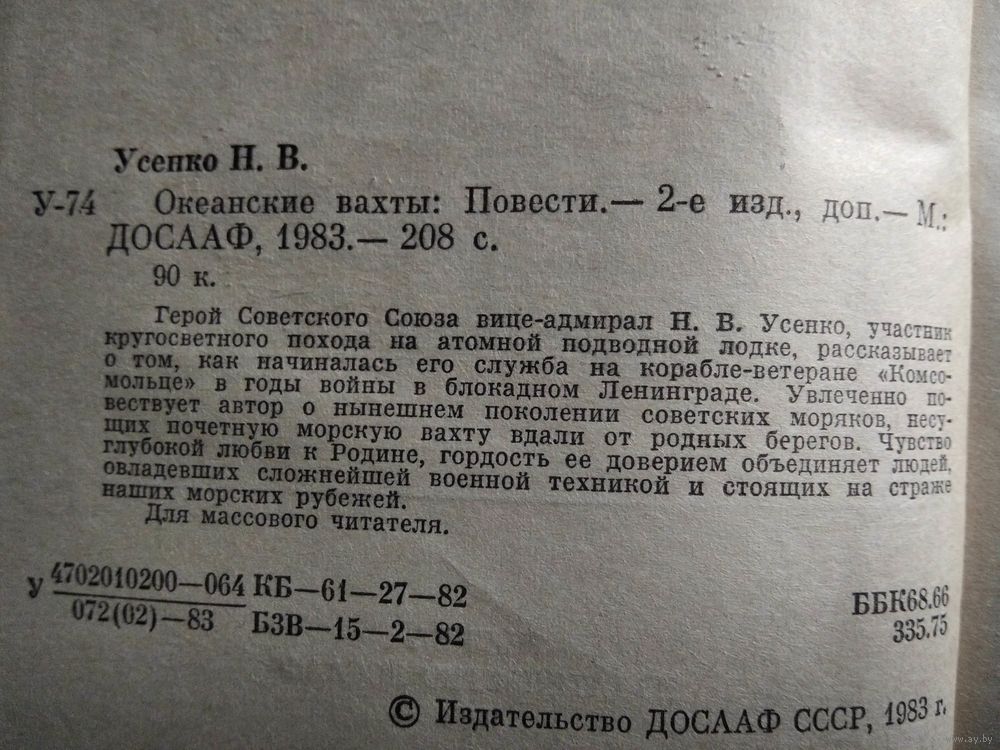 Усенко Н. В.
У-74 Океанские вахты: Повести.— 2-е изд., доп.— М.:
ДОСААФ, 1983.— 208 с.
90 к.
Герой Советского Союза вице-адмирал Н. В. Усенко, участник
кругосветного похода на атомной подводной лодке, рассказывает
о том, как начиналась его служба на корабле-ветеране «Комсо-
мольце» в годы войны в блокадном Ленинграде. Увлеченно по-
вествует автор о нынешнем поколении советских моряков, несу-
щих почетную морскую вахту вдали от родных берегов. Чувство
глубокой любви к Родине, гордость ее доверием объединяет людей,
овладевших сложнейшей военной техникой и стоящих на страже
наших морских рубежей.
Для массового читателя.
У 4702010200—064 КБ—61—27—82
072(02)—83 БЗВ—15—2—82
ББК68.66
335.75
© Издательство ДОСААФ СССР, 1983 г.
www.ay.by